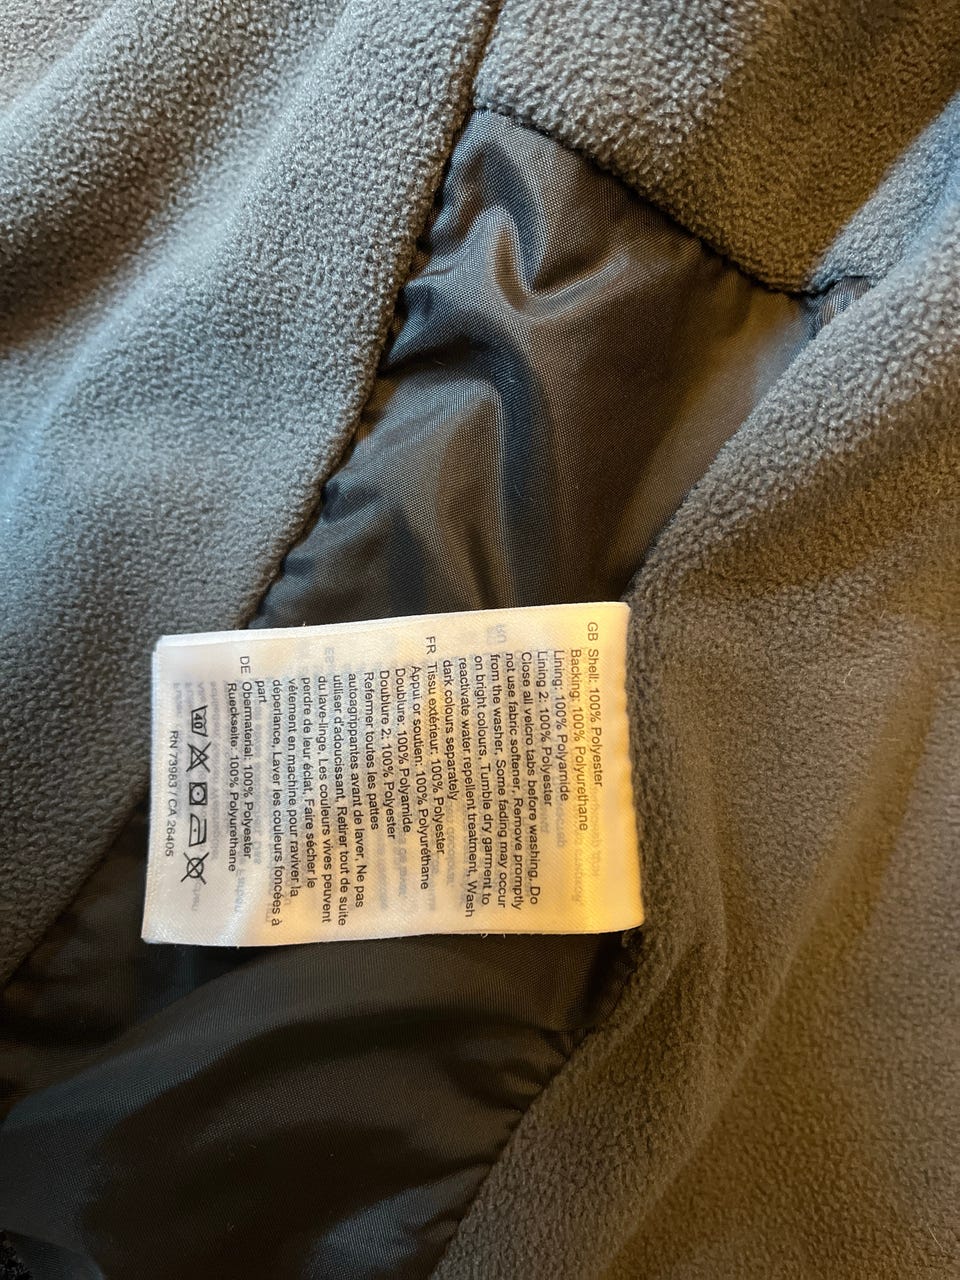 GB Shell: 100% Polyester,
Backing: 100% Polyurethane
Lining: 100% Polyamide
Lining 2: 100% Polyester
Close all velcro tabs before washing, Do
not use fabric softener, Remove promptly
from the washer, Some fading may occur
on bright colours, Tumble dry garment to
reactivate water repellent treatment, Wash
dark colours separately
FR Tissu extérieur: 100% Polyester,
Appui or soutien: 100% Polyuréthane
Doublure: 100% Polyamide,
Doublure 2: 100% Polyester
Refermer toutes les pattes
autoagrippantes avant de laver, Ne pas
utiliser d'adoucissant, Retirer tout de suite
du lave-linge, Les couleurs vives peuvent
perdre de leur éclat, Faire sécher le
vêtement en machine pour raviver la
déperlance, Laver les couleurs foncées à
part
DE Obermaterial: 100% Polyester,
Rueckseite: 100% Polyurethane
40
RN 73983 / CA 26405